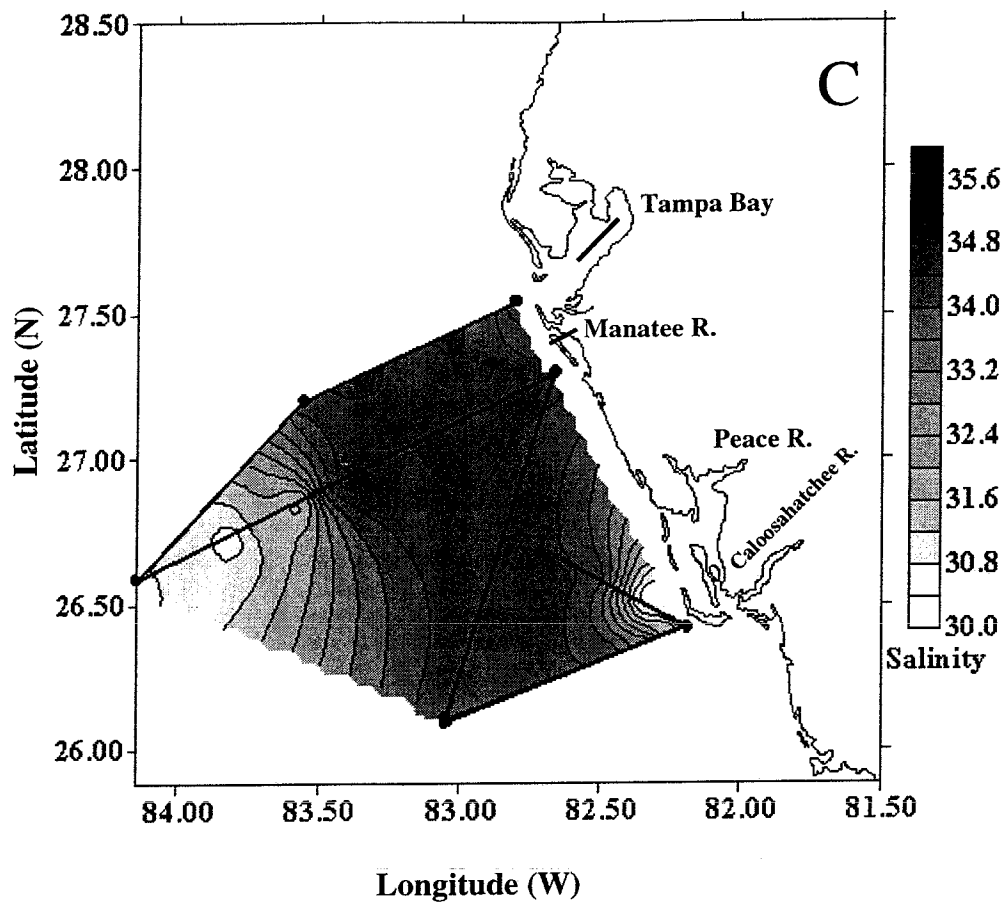 28.50
28.00
27.50
27.00
26.50
26.00
Latitude (N)
C
Tampa Bay
Manatee R.
Peace R.
Caloosahatchee R.
35.6
34.8
34.0
33.2
32.4
31.6
30.8
30.0
Salinity
84.00 83.50 83.00 82.50 82.00 81.50
Longitude (W)